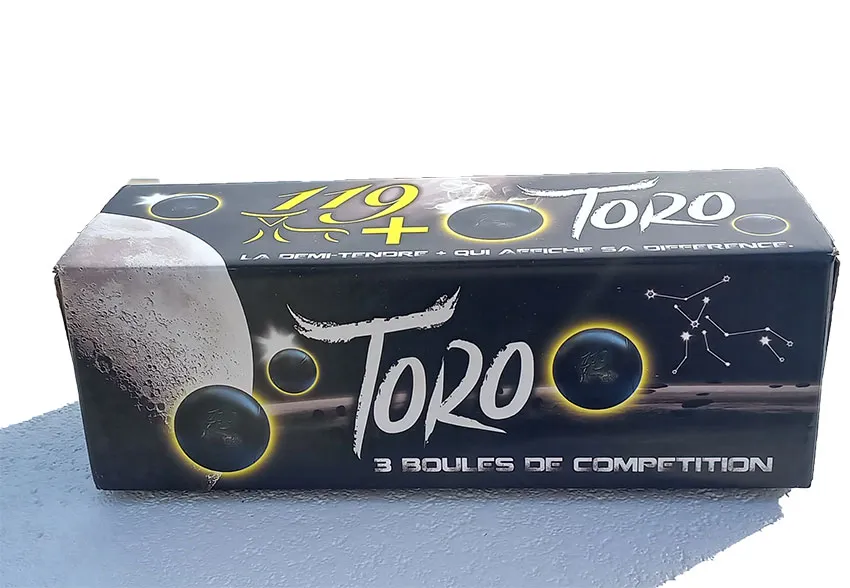 119
+
TORO
LA DEMI-TENDRE + QUI AFFICHE SA DIFFERENCE.
TORO
3 BOULES DE COMPETITION